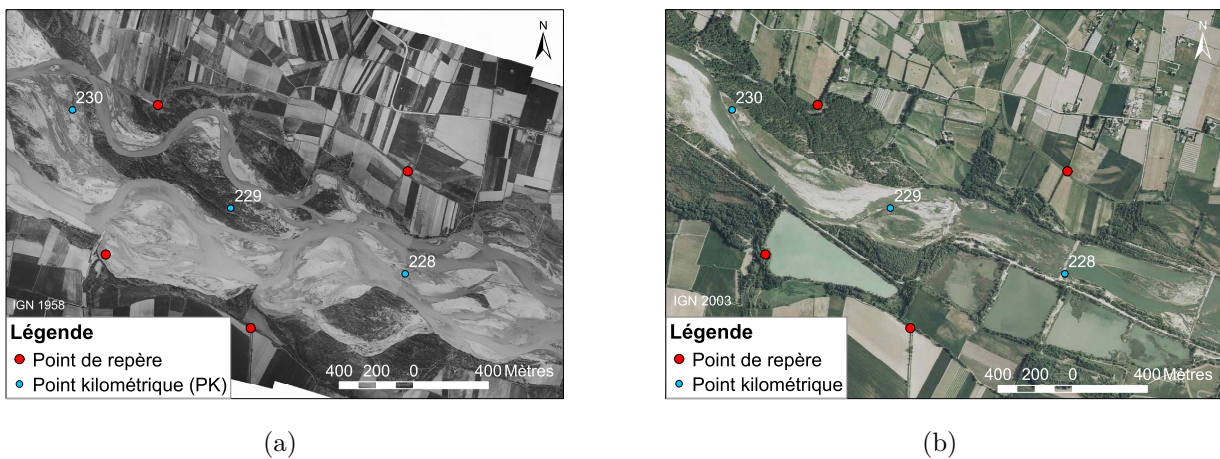 N
230
229
228
IGN 1958
Légende
Point de repère
Point kilométrique (PK)
400 200 0 400 Mètres
(a)
N
230
229
228
IGN 2003
Légende
Point de repère
Point kilométrique
400 200 0 400 Mètres
(b)